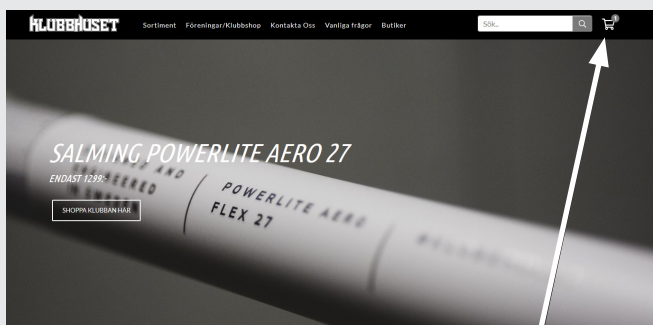 KLUBBHUSET
Sortiment Föreningar/Klubbshop Kontakta Oss Vanliga frågor Butiker
Sök..
SALMING POWERLITE AERO 27
ENDAST 1299:-
SHOPPA KLUBBAN HÄR
AND
POWERLITE AERO
FLEX 27